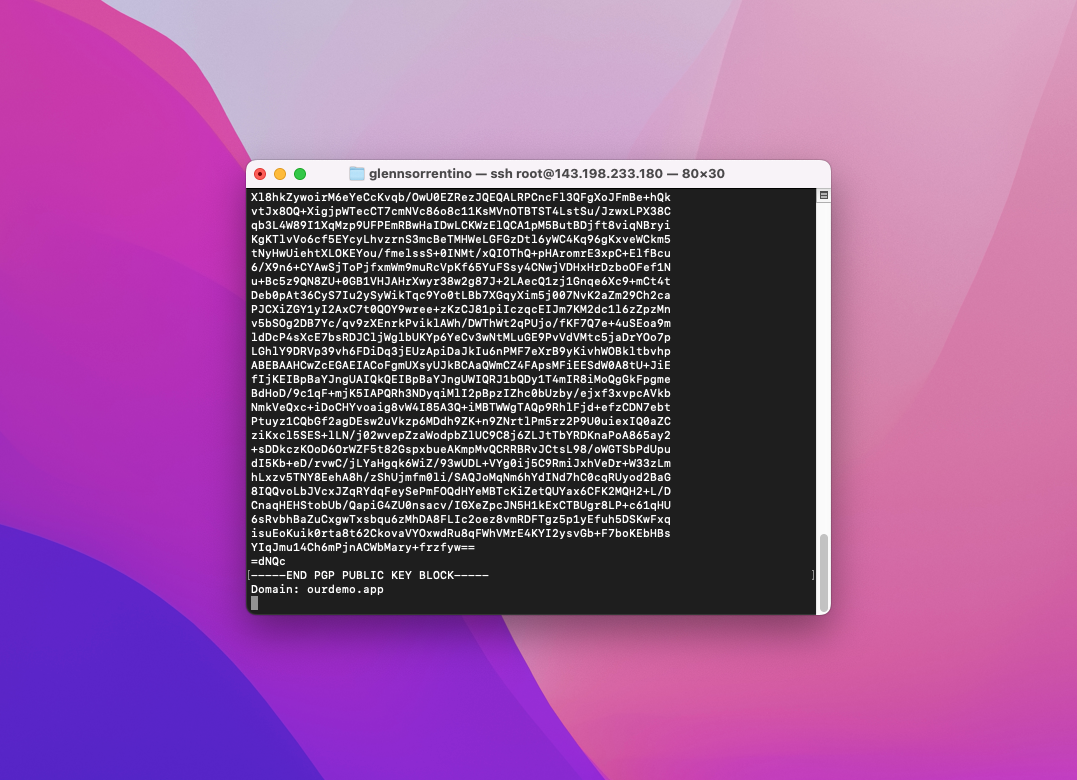 glennsorrentino — ssh root@143.198.233.180 — 80×30
Xl8hkZywoirM6eYeCcKvqb/OwU0EZRezJQEQALRPCncFl3QFgXoJFmBe+hQk
vtJx8OQ+XigjpWTecCT7cmNVc86o8c11KsMVnOTBTST4LstSu/JzwxLPX38C
qb3L4W89I1XqMzp9UFPEmRBwHaIDwLCKWzElQCA1pM5ButBDjft8viqNBryi
KgKTlvVo6cf5EYcyLhvzrnS3mcBeTMHWeLGFGzDtl6yWC4Kq96gKxveWCkm5
tNyHwUiehtXLOKEYou/fmelssS+0INMt/xQIOThQ+pHAromrE3xpC+ElfBcu
6/X9n6+CYAwSjToPjfxmWm9muRcVpKf65YuFSsy4CNwjVDHxHrDzboOFef1N
u+Bc5z9QN8ZU+0GB1VHJAHrXwyr38w2g87J+2LAecQ1zj1Gnqe6Xc9+mCt4t
Deb0pAt36CyS7Iu2ySyWikTqc9Yo0tLBb7XGqyXim5j007NvK2aZm29Ch2ca
PJCXiZGY1yI2AxC7t0QOY9wree+zKzCJ81piIczqcEIJm7KM2dc1l6zZpzMn
v5bSOg2DB7Yc/qv9zXEnrkPviklAWh/DWThWt2qPUjo/fKF7Q7e+4uSEoa9m
ldDcP4sXcE7bsRDJCljWglbUKYp6YeCv3wNtMLuGE9PvVdVMtc5jaDrYOo7p
LGhlY9DRVp39vh6FDiDq3jEUzApiDaJkIu6nPMF7eXrB9yKivhWOBkltbvhp
ABEBAAHCwZcEGAEIACoFgmUXsyUJkBCAaQWmCZ4FApsMFiEESdW0A8tU+JiE
fIjKEIBpBaYJngUAIQkQEIBpBaYJngUWIQRJ1bQDy1T4mIR8iMoQgGkFpgme
BdHoD/9c1qF+mjK5IAPQRh3NDyqiMlI2pBpzIZhc0bUzby/ejxf3xvpcAVkb
NmkVeQxc+iDoCHYvoaig8vW4I85A3Q+iMBTWWgTAQp9RhlFjd+efzCDN7ebt
Ptuyz1CQbGf2agDEsw2uVkzp6MDdh9ZK+n9ZNrtlPm5rz2P9U0uiexIQ0aZC
ziKxcl5SES+lLN/j02wvepZzaWodpbZlUC9C8j6ZLJtTbYRDKnaPoA865ay2
+sDDkczKOoD6OrWZF5t82GspxbueAKmpMvQCRRBRvJCtsL98/oWGTSbPdUpu
dI5Kb+eD/rvwC/jLYaHgqk6WiZ/93wUDL+VYg0ij5C9RmiJxhVeDr+W33zLm
hLxzv5TNY8EehA8h/zShUjmfm0li/SAQJoMqNm6hYdINd7hC0cqRUyod2BaG
8IQQvoLbJVcxJZqRYdqFeySePmFOQdHYeMBTcKiZetQUYax6CFK2MQH2+L/D
CnaqHEHStobUb/QapiG4ZU0nsacv/IGXeZpcJN5H1kExCTBUgr8LP+c61qHU
6sRvbhBaZuCxgwTxsbqu6zMhDA8FLIc2oez8vmRDFTgz5p1yEfuh5DSKwFxq
isuEoKuik0rta8t62CkovaVYOxwdRu8qFWhVMrE4KYI2ysvGb+F7boKEbHBs
YIqJmu14Ch6mPjnACWbMary+frzfyw==
=dNQc
-----END PGP PUBLIC KEY BLOCK-----
Domain: ourdemo.app